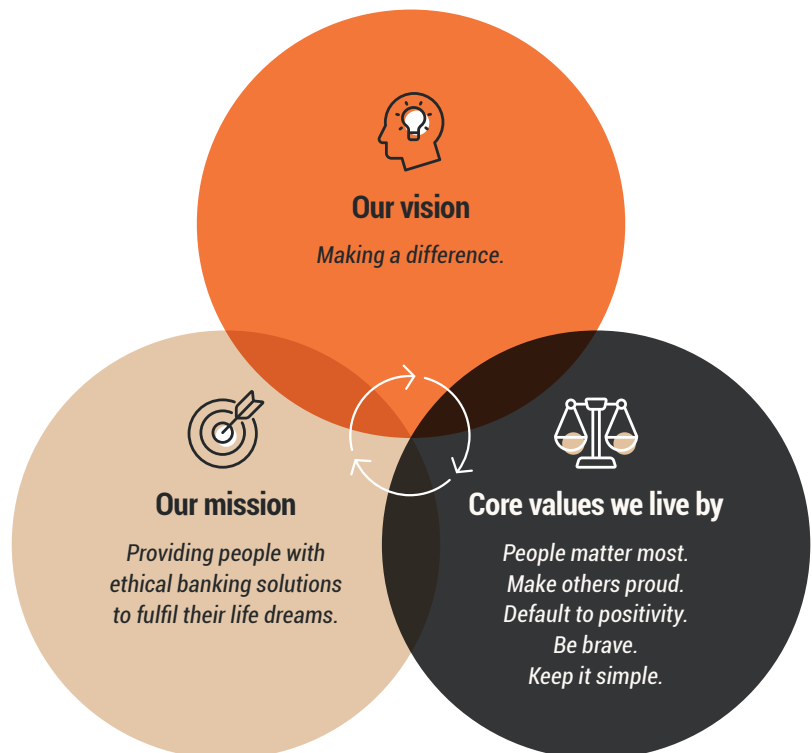 Our vision
Making a difference.
Our mission
Providing people with
ethical banking solutions
to fulfil their life dreams.
Core values we live by
People matter most.
Make others proud.
Default to positivity.
Be brave.
Keep it simple.